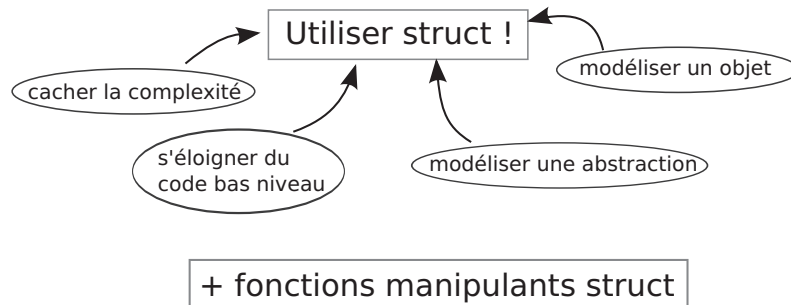 Utiliser struct !
cacher la complexité
modéliser un objet
s'éloigner du
code bas niveau
modéliser une abstraction
+ fonctions manipulants struct